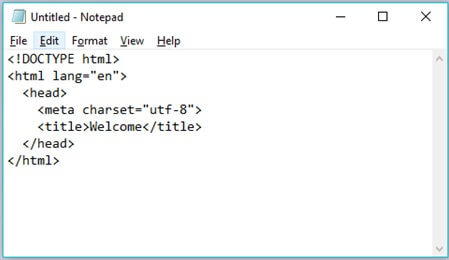 Untitled - Notepad
File Edit Format View Help
<!DOCTYPE html>
<html lang="en">
  <head>
    <meta charset="utf-8">
    <title>Welcome</title>
  </head>
</html>